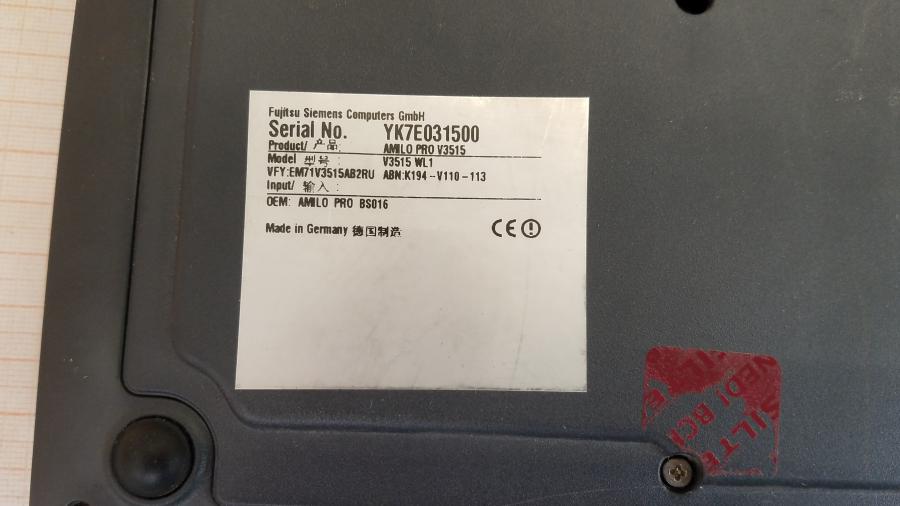 Fujitsu Siemens Computers GmbH
Serial No. YK7E031500
Product/ 产品: AMILO PRO V3515
Model 型号: V3515 WL1
VFY:EM71V3515AB2RU ABN:K194-V110-113
Input/ 输入:
OEM: AMILO PRO BS016
Made in Germany 德国制造 CE